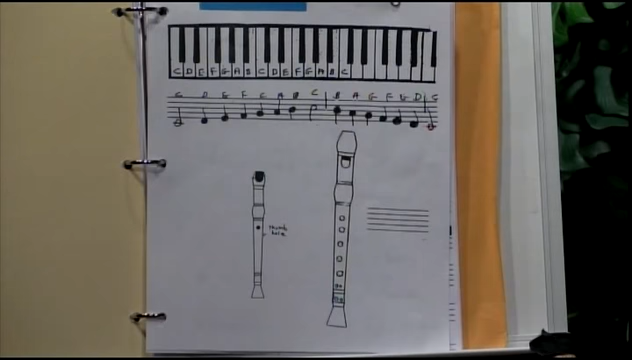 C D E F G A B C D E F G A B C
C D E F G A B C B A G F E D C
thumb
hole